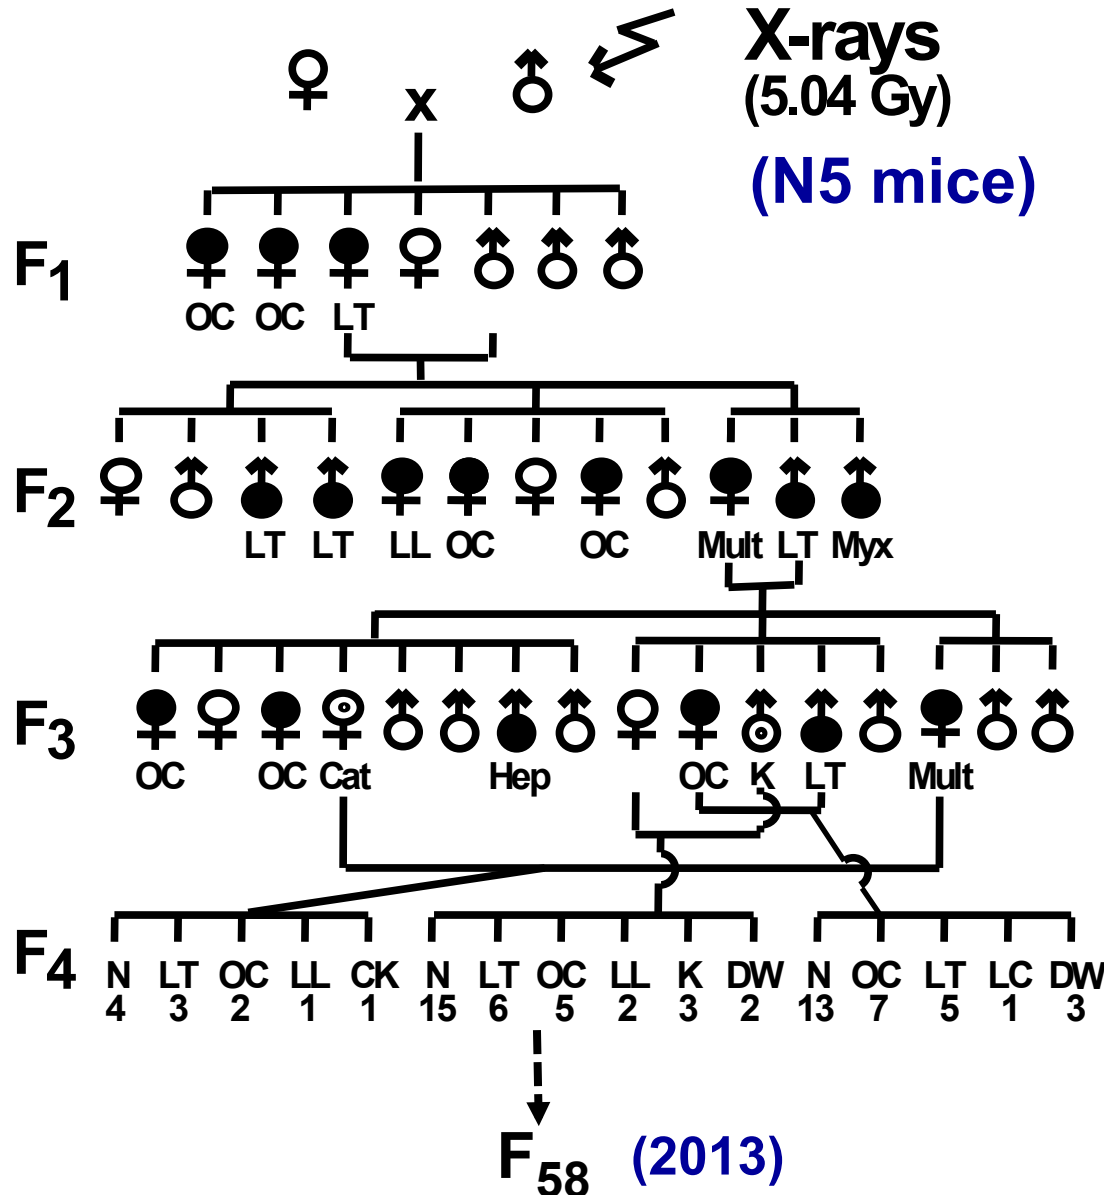 X-rays
(5.04 Gy)
(N5 mice)
♀ x ♂
F1
OC OC LT
F2
LT LT LL OC OC Mult LT Myx
F3
OC OC Cat Hep OC K LT Mult
F4
N LT OC LL CK N LT OC LL K DW N OC LT LC DW
4 3 2 1 1 15 6 5 2 3 2 13 7 5 1 3
F58 (2013)